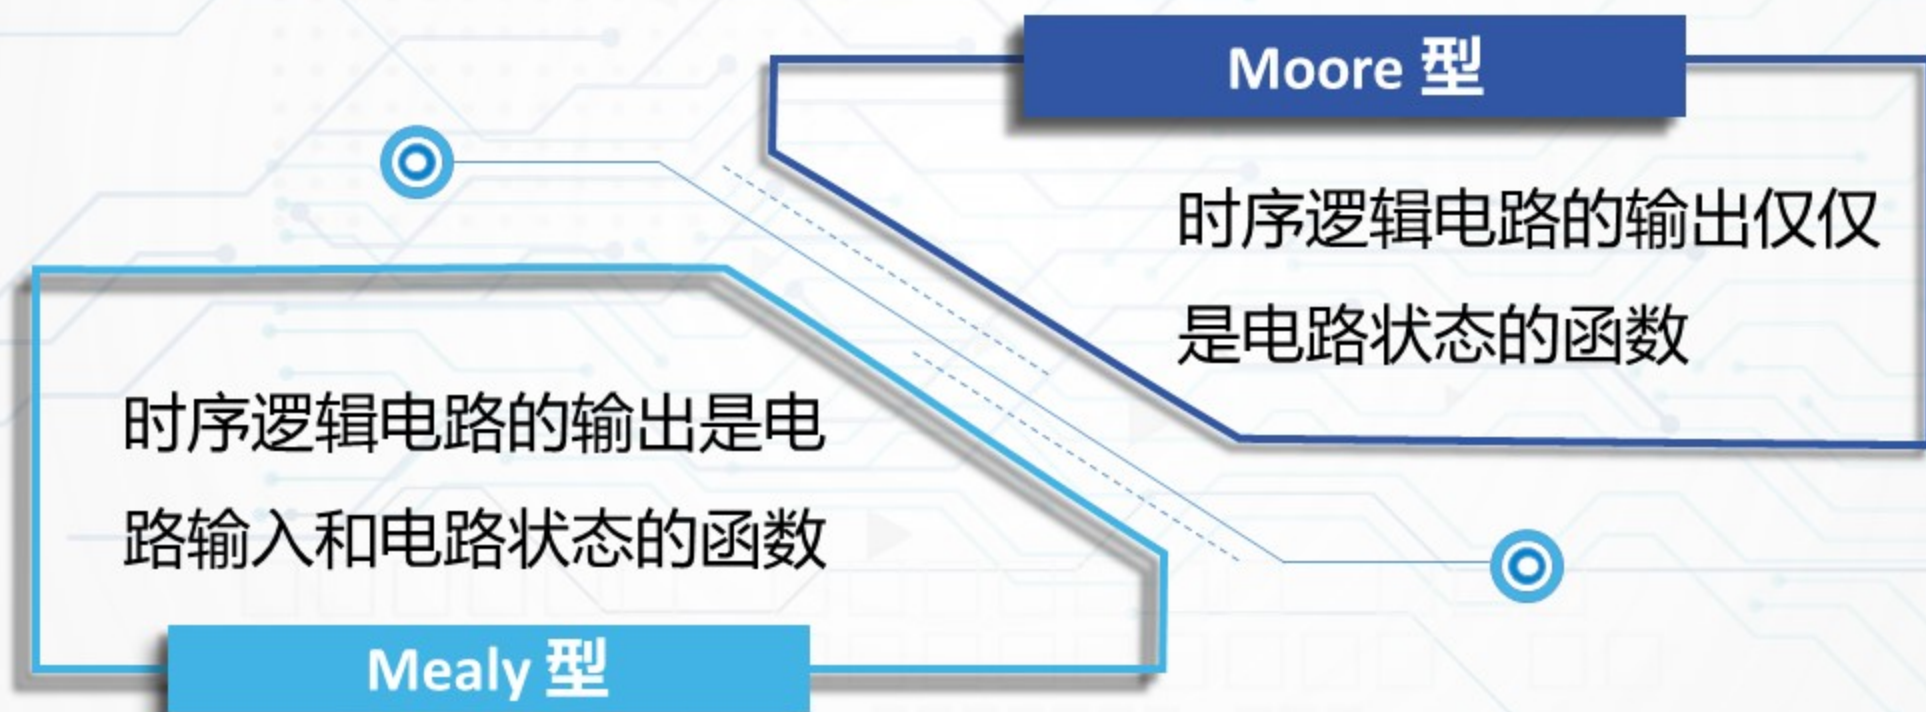 Moore 型
时序逻辑电路的输出仅仅
是电路状态的函数
时序逻辑电路的输出是电
路输入和电路状态的函数
Mealy 型